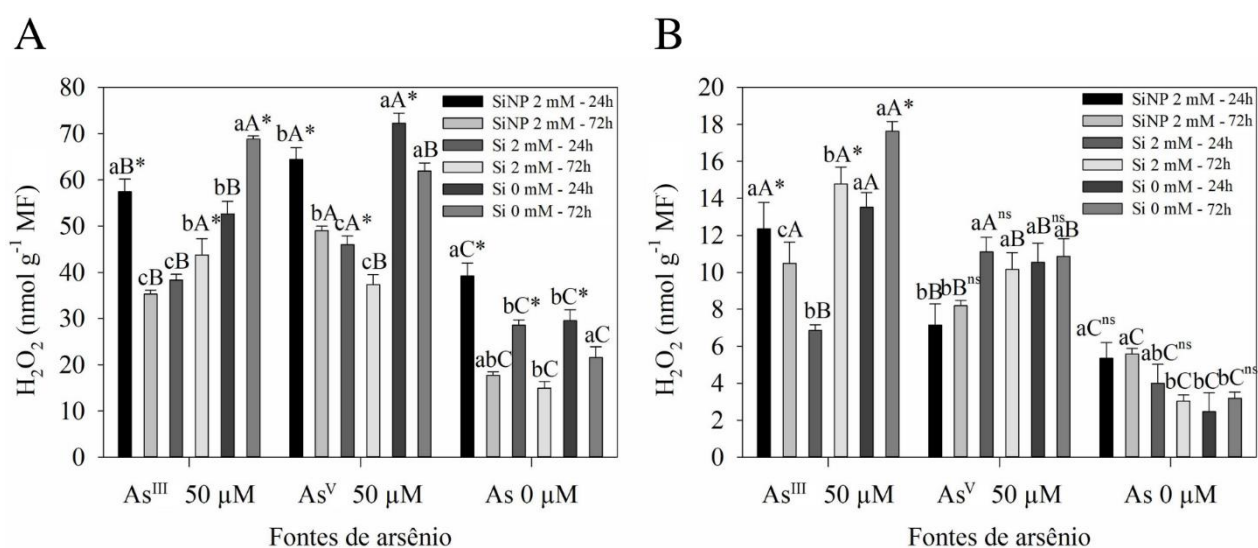 A
H₂O₂ (nmol g⁻¹ MF)
80
70
60
50
40
30
20
10
0
SiNP 2 mM - 24h
SiNP 2 mM - 72h
Si 2 mM - 24h
Si 2 mM - 72h
Si 0 mM - 24h
Si 0 mM - 72h
aB* cB cB bA* bB aA*
bA* bA cA* cB aA* aB
aC* abC bC* bC bC* aC
Asᴵᴵᴵ 50 µM Asⱽ 50 µM As 0 µM
Fontes de arsênio
B
H₂O₂ (nmol g⁻¹ MF)
20
18
16
14
12
10
8
6
4
2
0
SiNP 2 mM - 24h
SiNP 2 mM - 72h
Si 2 mM - 24h
Si 2 mM - 72h
Si 0 mM - 24h
Si 0 mM - 72h
aA* cA bB bA* aA aA*
bB bBⁿˢ aAⁿˢ aB aBⁿˢ aB
aCⁿˢ aC abCⁿˢ bC bC bCⁿˢ
Asᴵᴵᴵ 50 µM Asⱽ 50 µM As 0 µM
Fontes de arsênio